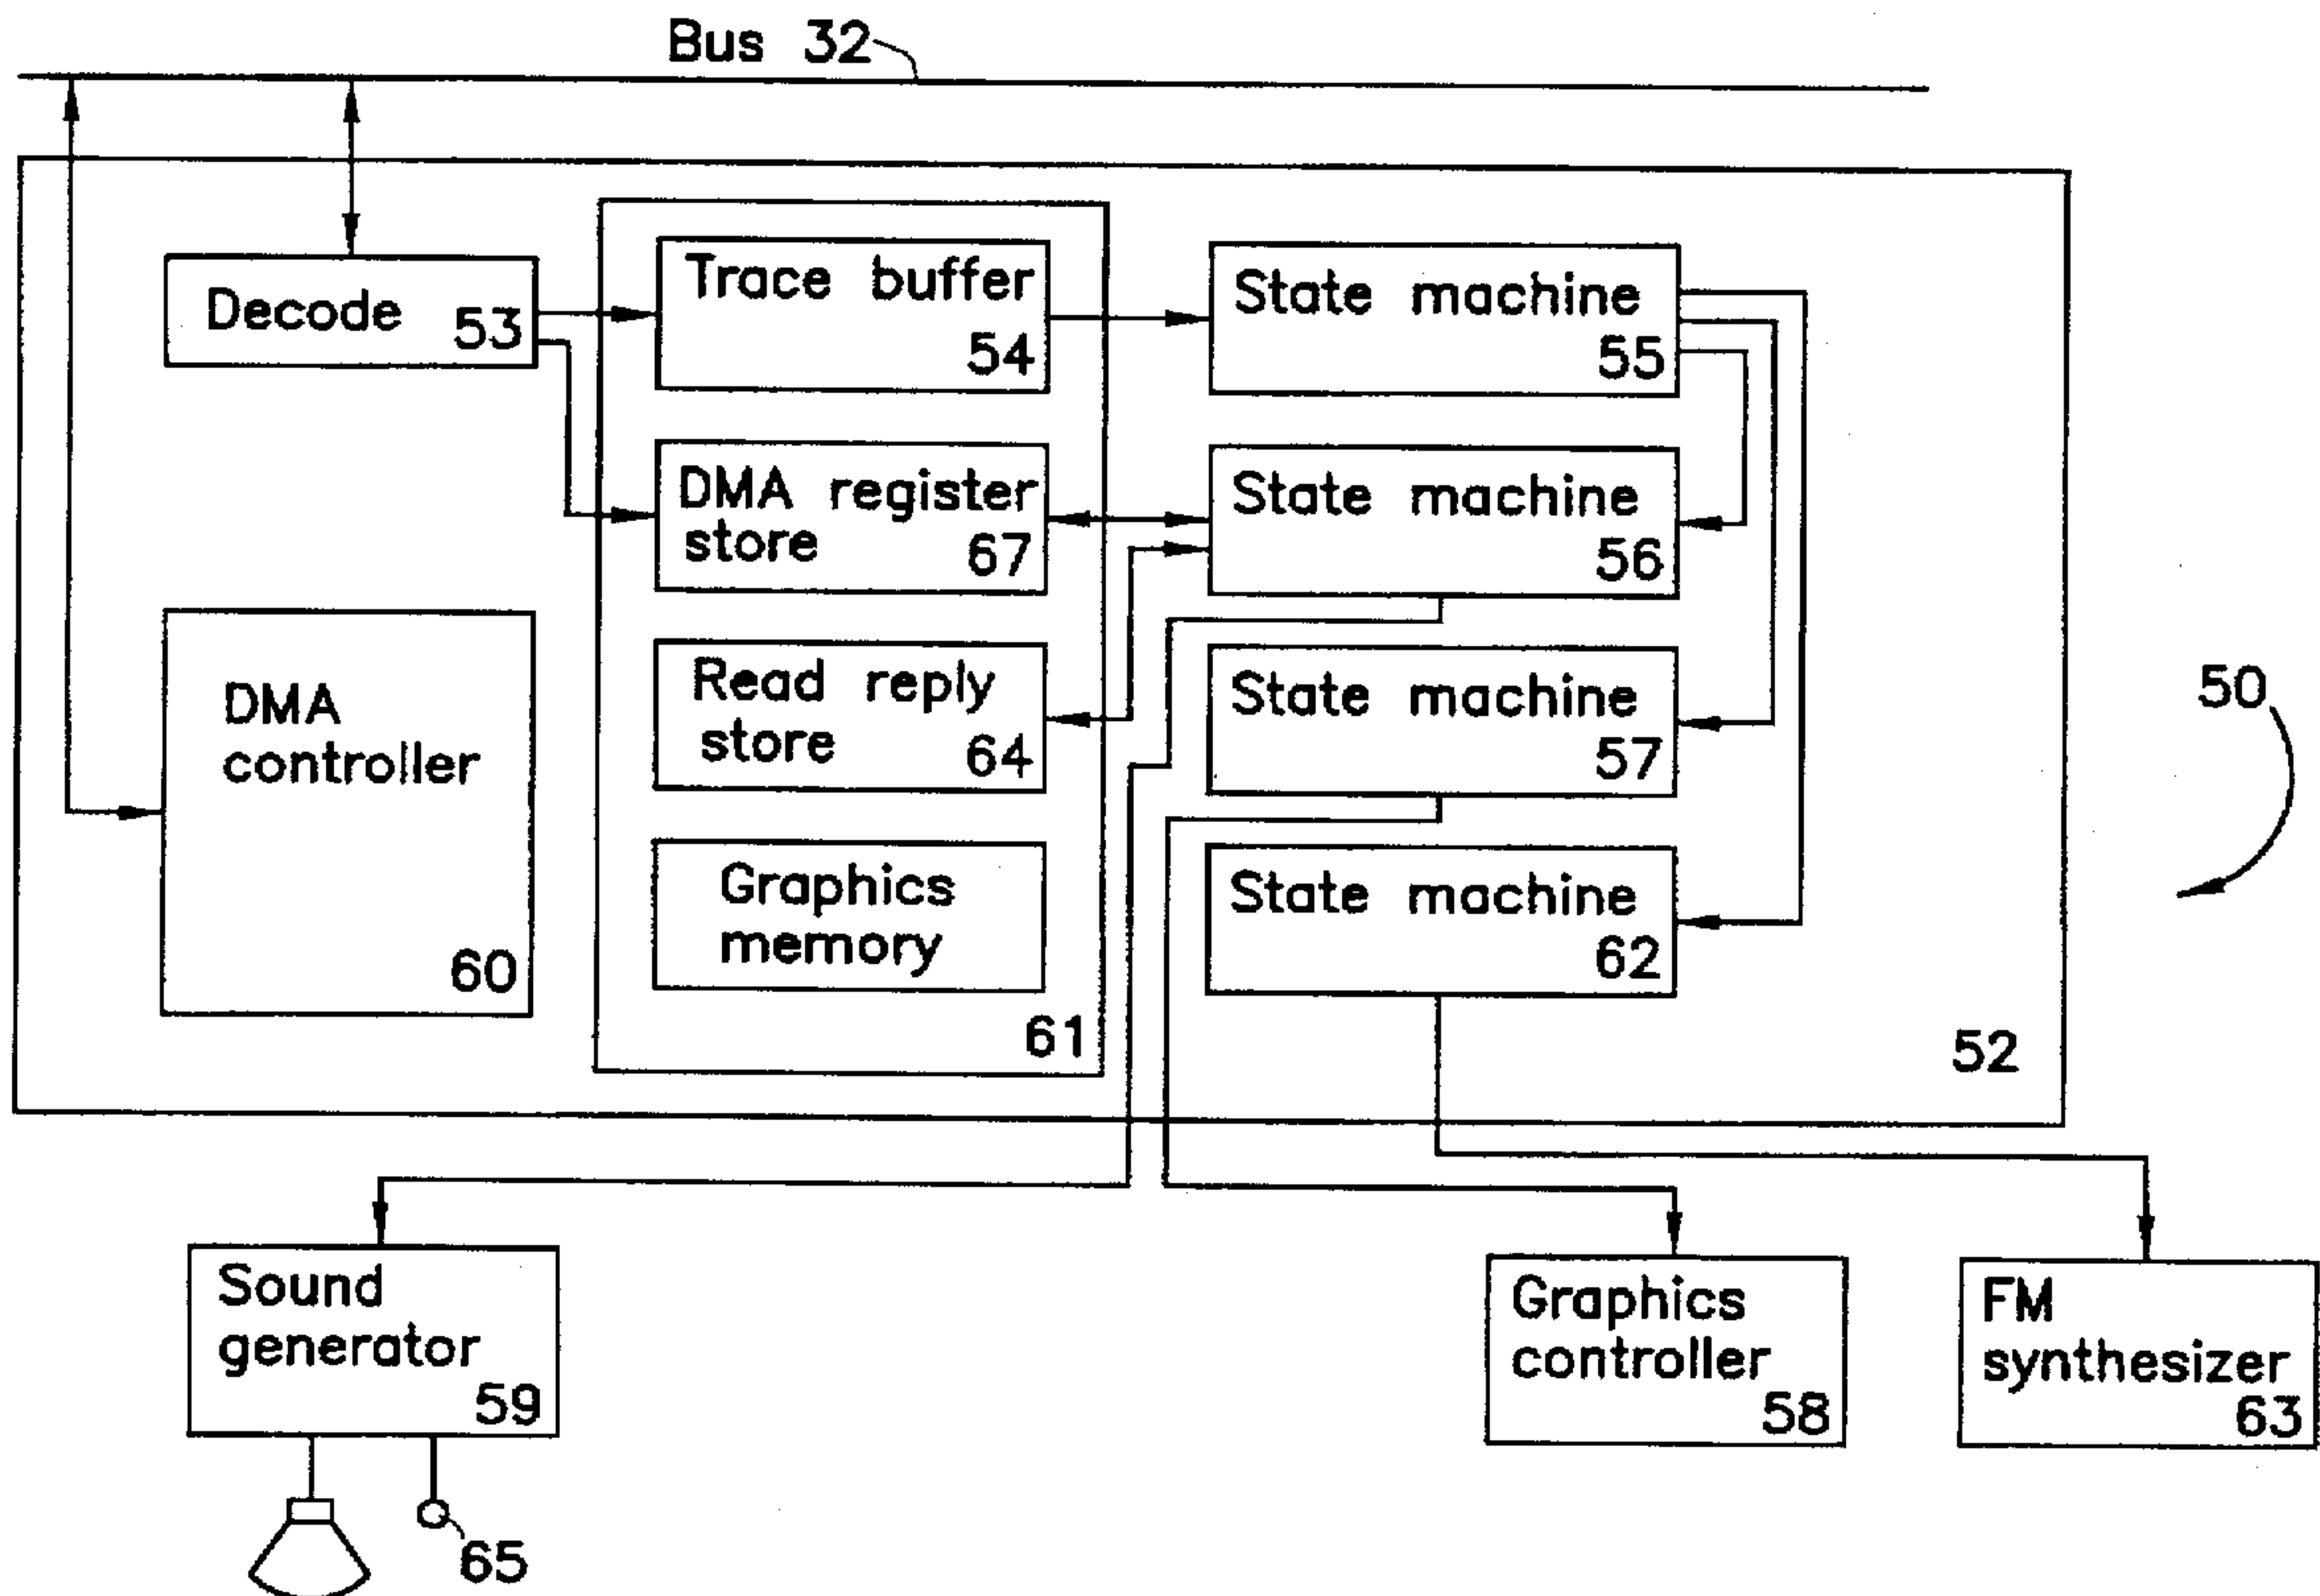 Bus 32
Decode 53
Trace buffer
54
State machine
55
DMA register
store 67
State machine
56
DMA
controller
60
Read reply
store 64
State machine
57
50
Graphics
memory
61
State machine
62
52
Sound
generator
59
65
Graphics
controller
58
FM
synthesizer
63